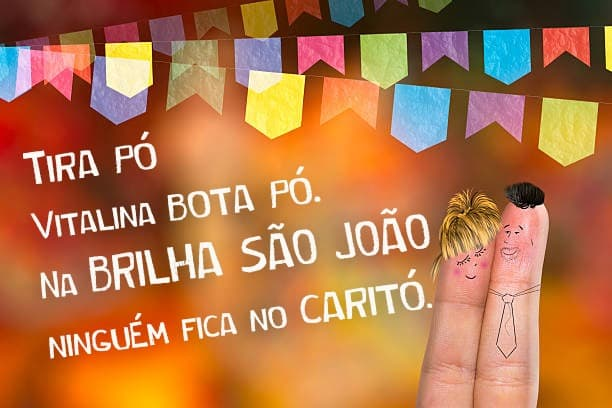 TIRA PÓ
VITALINA BOTA PÓ.
NA BRILHA SÃO JOÃO
NINGUÉM FICA NO CARITÓ.